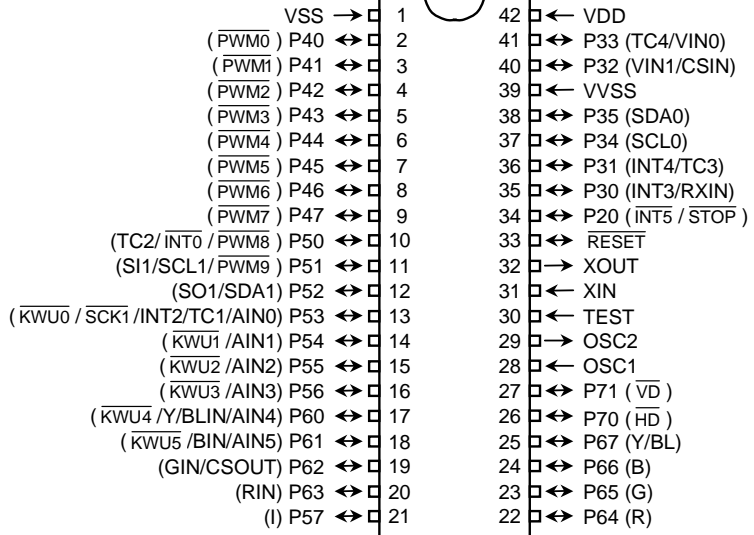 VSS 1 42 VDD
(PWM0) P40 2 41 P33 (TC4/VIN0)
(PWM1) P41 3 40 P32 (VIN1/CSIN)
(PWM2) P42 4 39 VVSS
(PWM3) P43 5 38 P35 (SDA0)
(PWM4) P44 6 37 P34 (SCL0)
(PWM5) P45 7 36 P31 (INT4/TC3)
(PWM6) P46 8 35 P30 (INT3/RXIN)
(PWM7) P47 9 34 P20 (INT5/STOP)
(TC2/INT0/PWM8) P50 10 33 RESET
(SI1/SCL1/PWM9) P51 11 32 XOUT
(SO1/SDA1) P52 12 31 XIN
(KWU0/SCK1/INT2/TC1/AIN0) P53 13 30 TEST
(KWU1/AIN1) P54 14 29 OSC2
(KWU2/AIN2) P55 15 28 OSC1
(KWU3/AIN3) P56 16 27 P71 (VD)
(KWU4/Y/BLIN/AIN4) P60 17 26 P70 (HD)
(KWU5/BIN/AIN5) P61 18 25 P67 (Y/BL)
(GIN/CSOUT) P62 19 24 P66 (B)
(RIN) P63 20 23 P65 (G)
(I) P57 21 22 P64 (R)